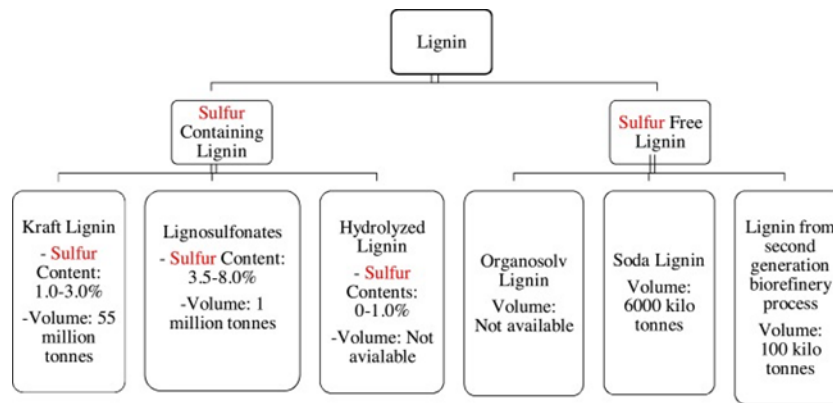 Lignin
Sulfur
Containing
Lignin
Sulfur Free
Lignin
Kraft Lignin
- Sulfur
Content:
1.0-3.0%
-Volume: 55
million
tonnes
Lignosulfonates
- Sulfur Content:
3.5-8.0%
-Volume: 1
million tonnes
Hydrolyzed
Lignin
- Sulfur
Contents:
0-1.0%
-Volume: Not
avialable
Organosolv
Lignin
Volume:
Not available
Soda Lignin
Volume:
6000 kilo
tonnes
Lignin from
second
generation
biorefinery
process
Volume:
100 kilo
tonnes